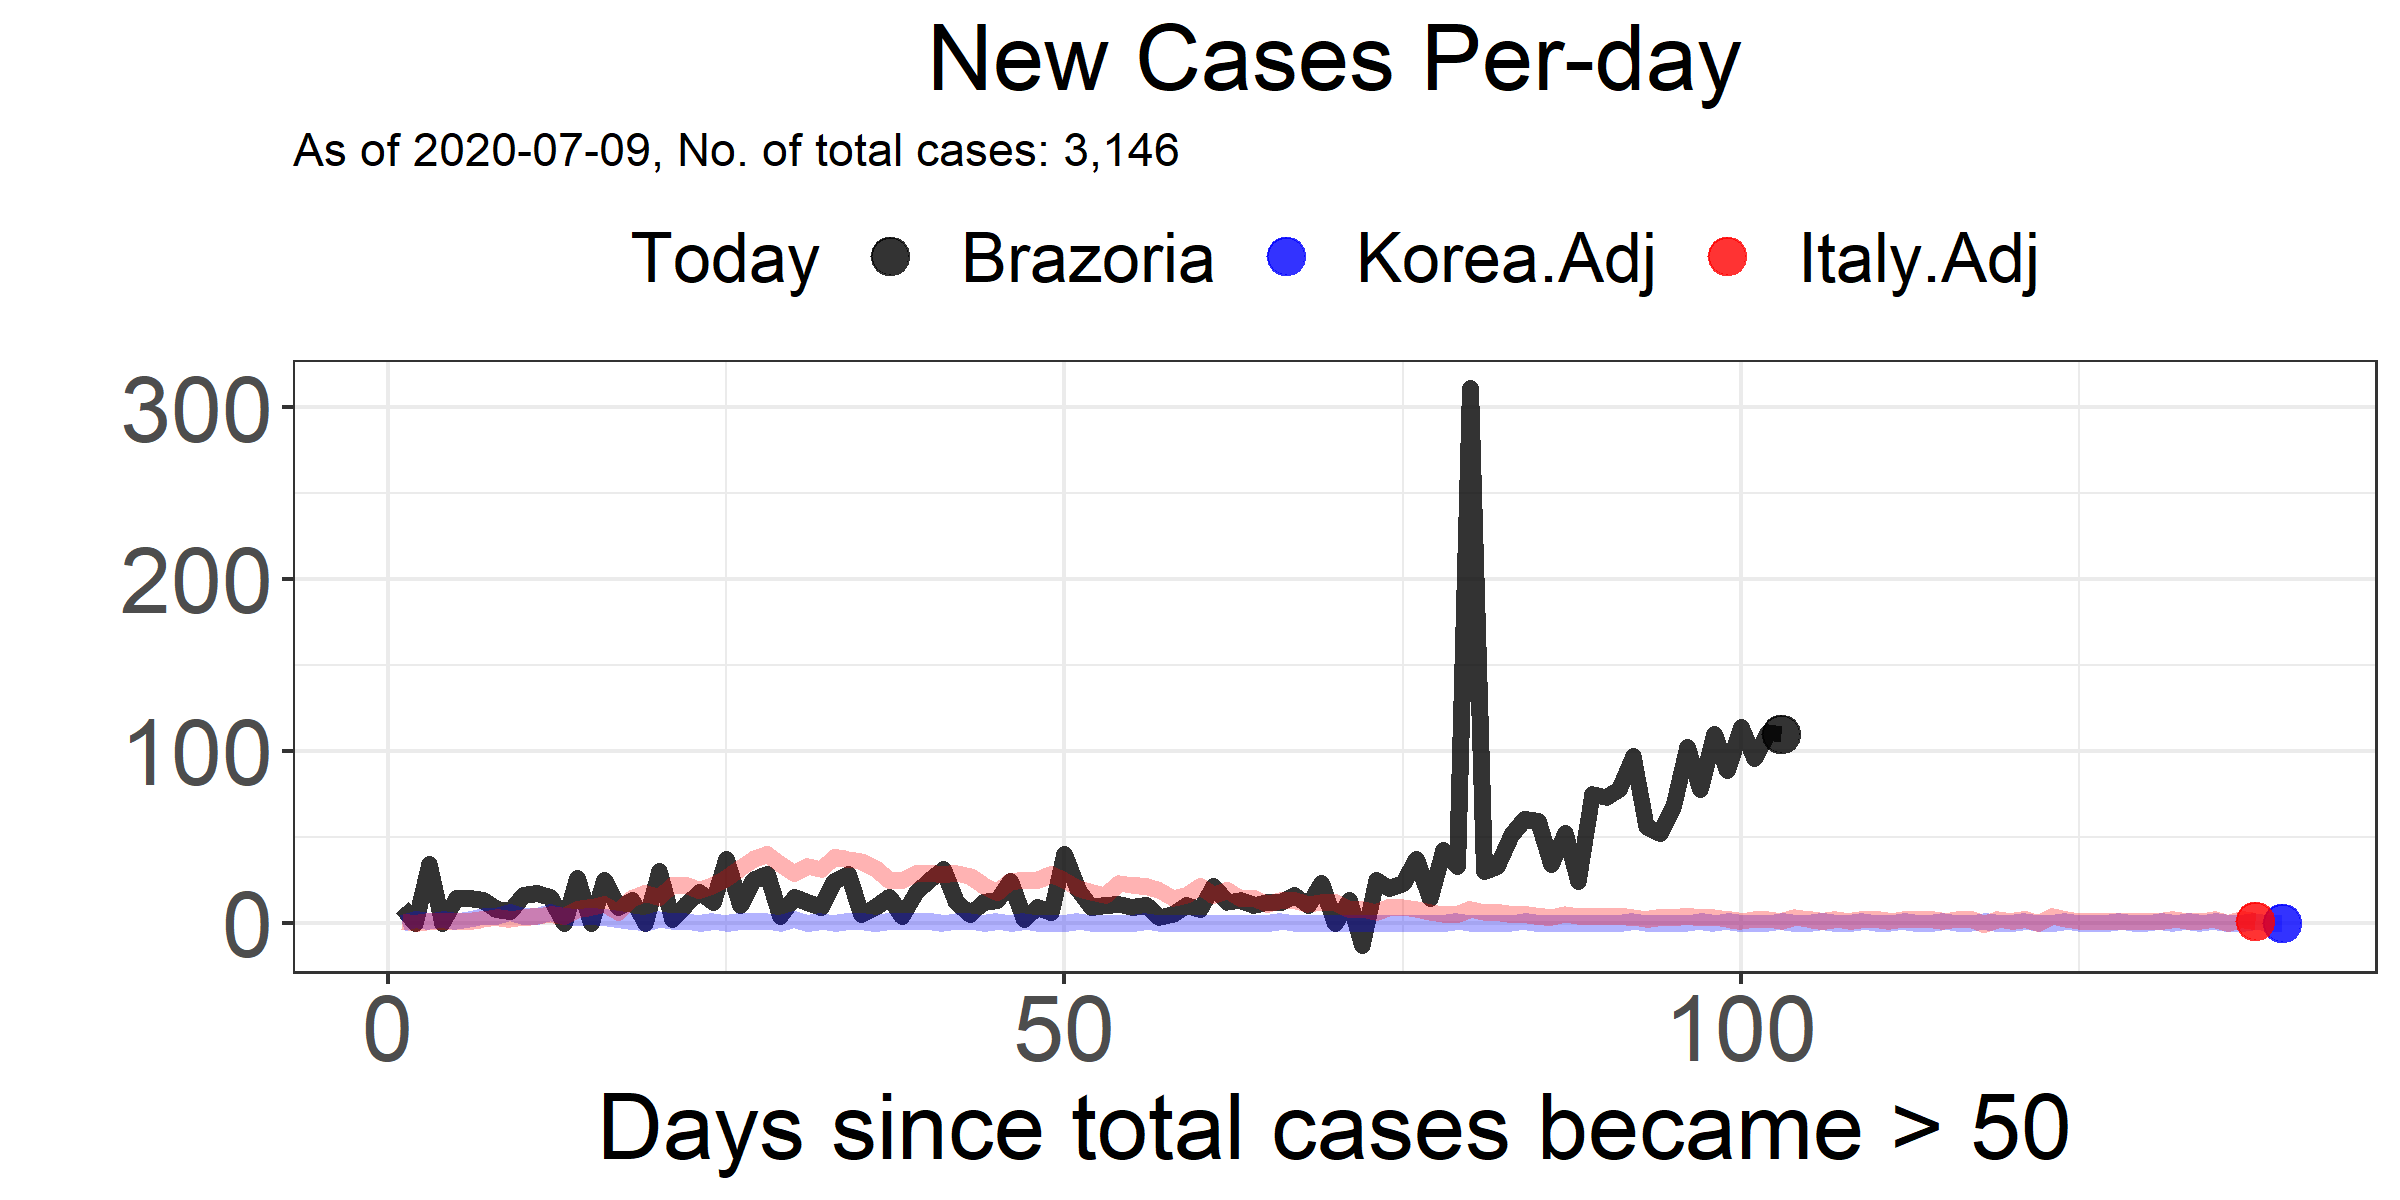 New Cases Per-day
As of 2020-07-09, No. of total cases: 3,146
Today Brazoria Korea.Adj Italy.Adj
300
200
100
0
0 50 100
Days since total cases became > 50